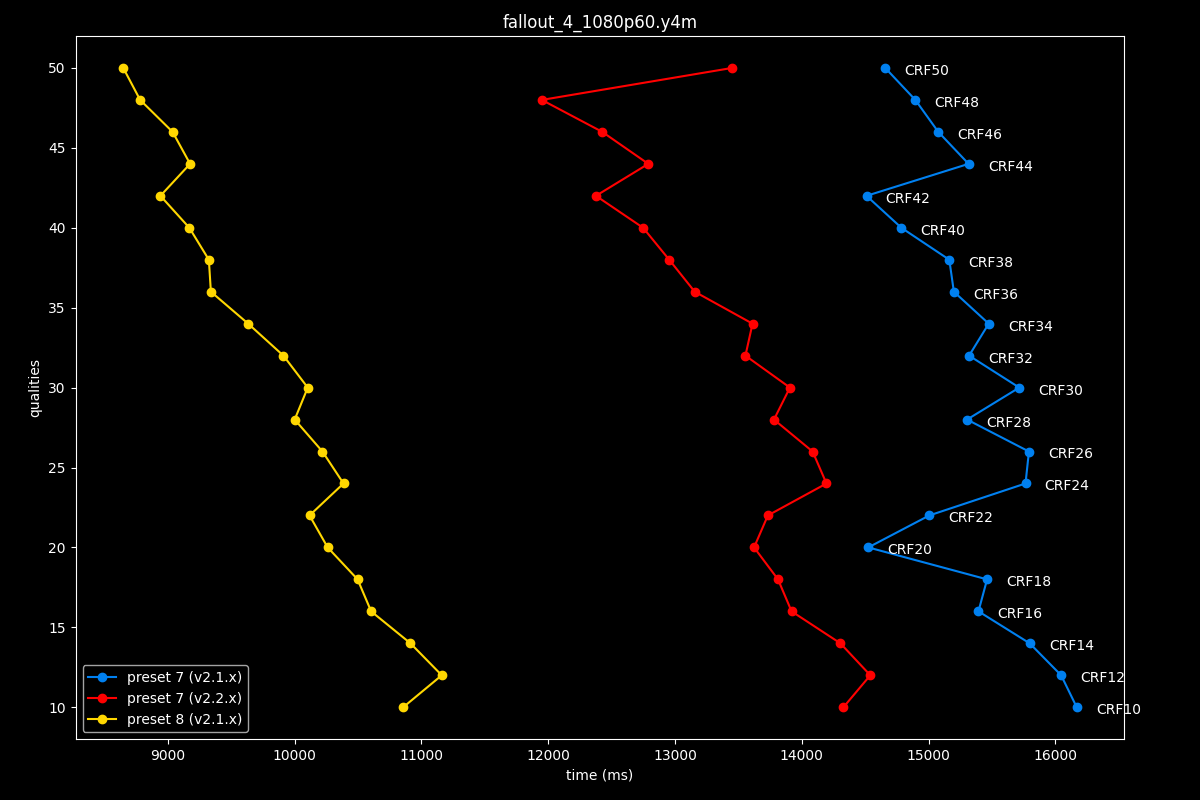 fallout_4_1080p60.y4m
50
45
40
35
30
25
20
15
10
qualities
CRF50
CRF48
CRF46
CRF44
CRF42
CRF40
CRF38
CRF36
CRF34
CRF32
CRF30
CRF28
CRF26
CRF24
CRF22
CRF20
CRF18
CRF16
CRF14
CRF12
CRF10
preset 7 (v2.1.x)
preset 7 (v2.2.x)
preset 8 (v2.1.x)
9000 10000 11000 12000 13000 14000 15000 16000
time (ms)